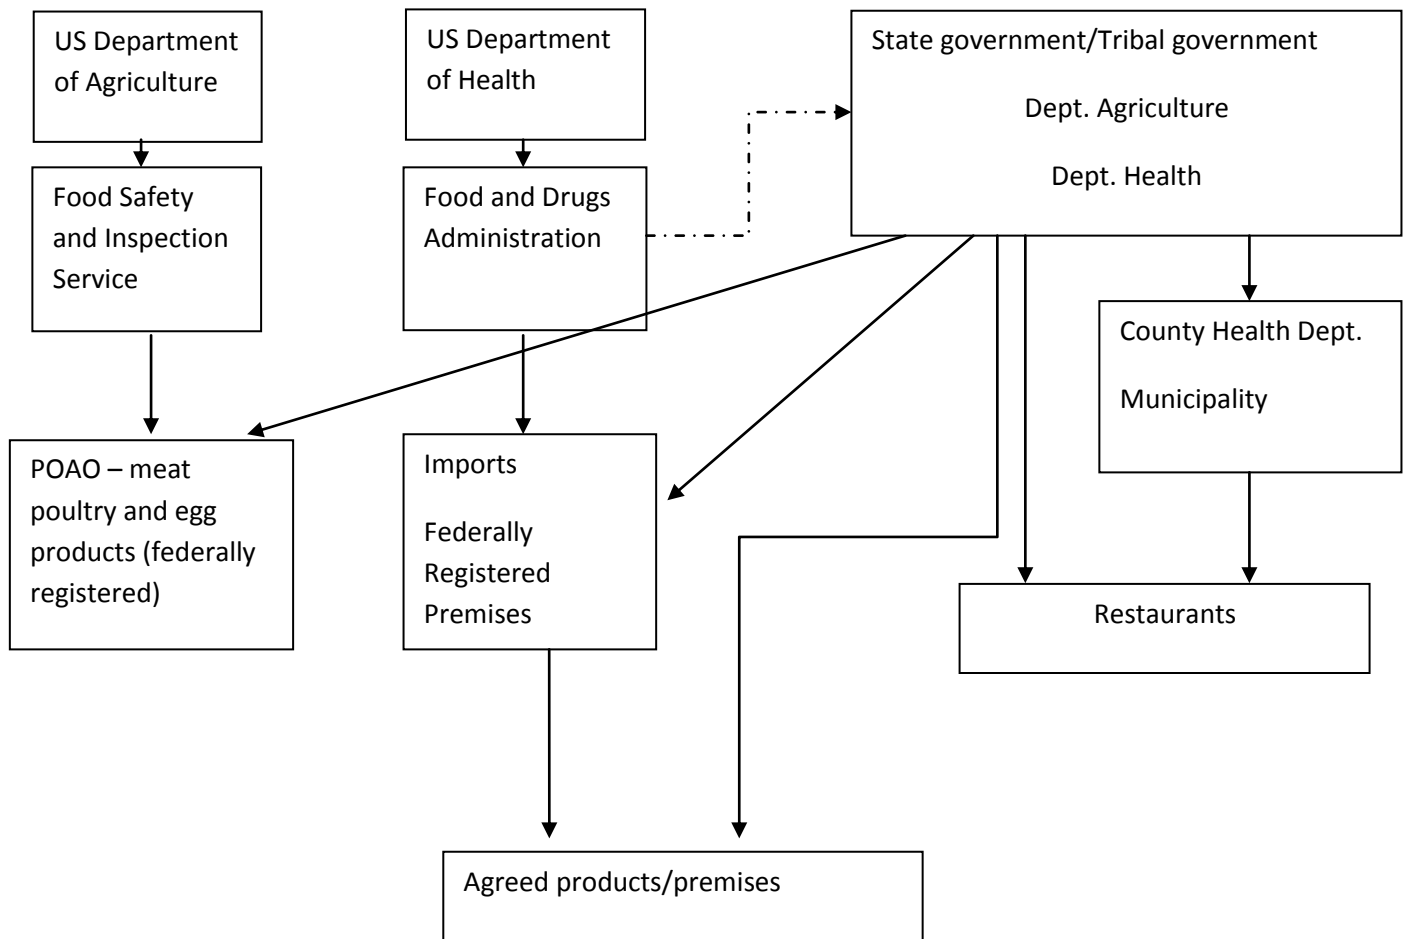 US Department
of Agriculture
US Department
of Health
State government/Tribal government
Dept. Agriculture
Dept. Health
Food Safety
and Inspection
Service
Food and Drugs
Administration
County Health Dept.
Municipality
POAO – meat
poultry and egg
products (federally
registered)
Imports
Federally
Registered
Premises
Restaurants
Agreed products/premises